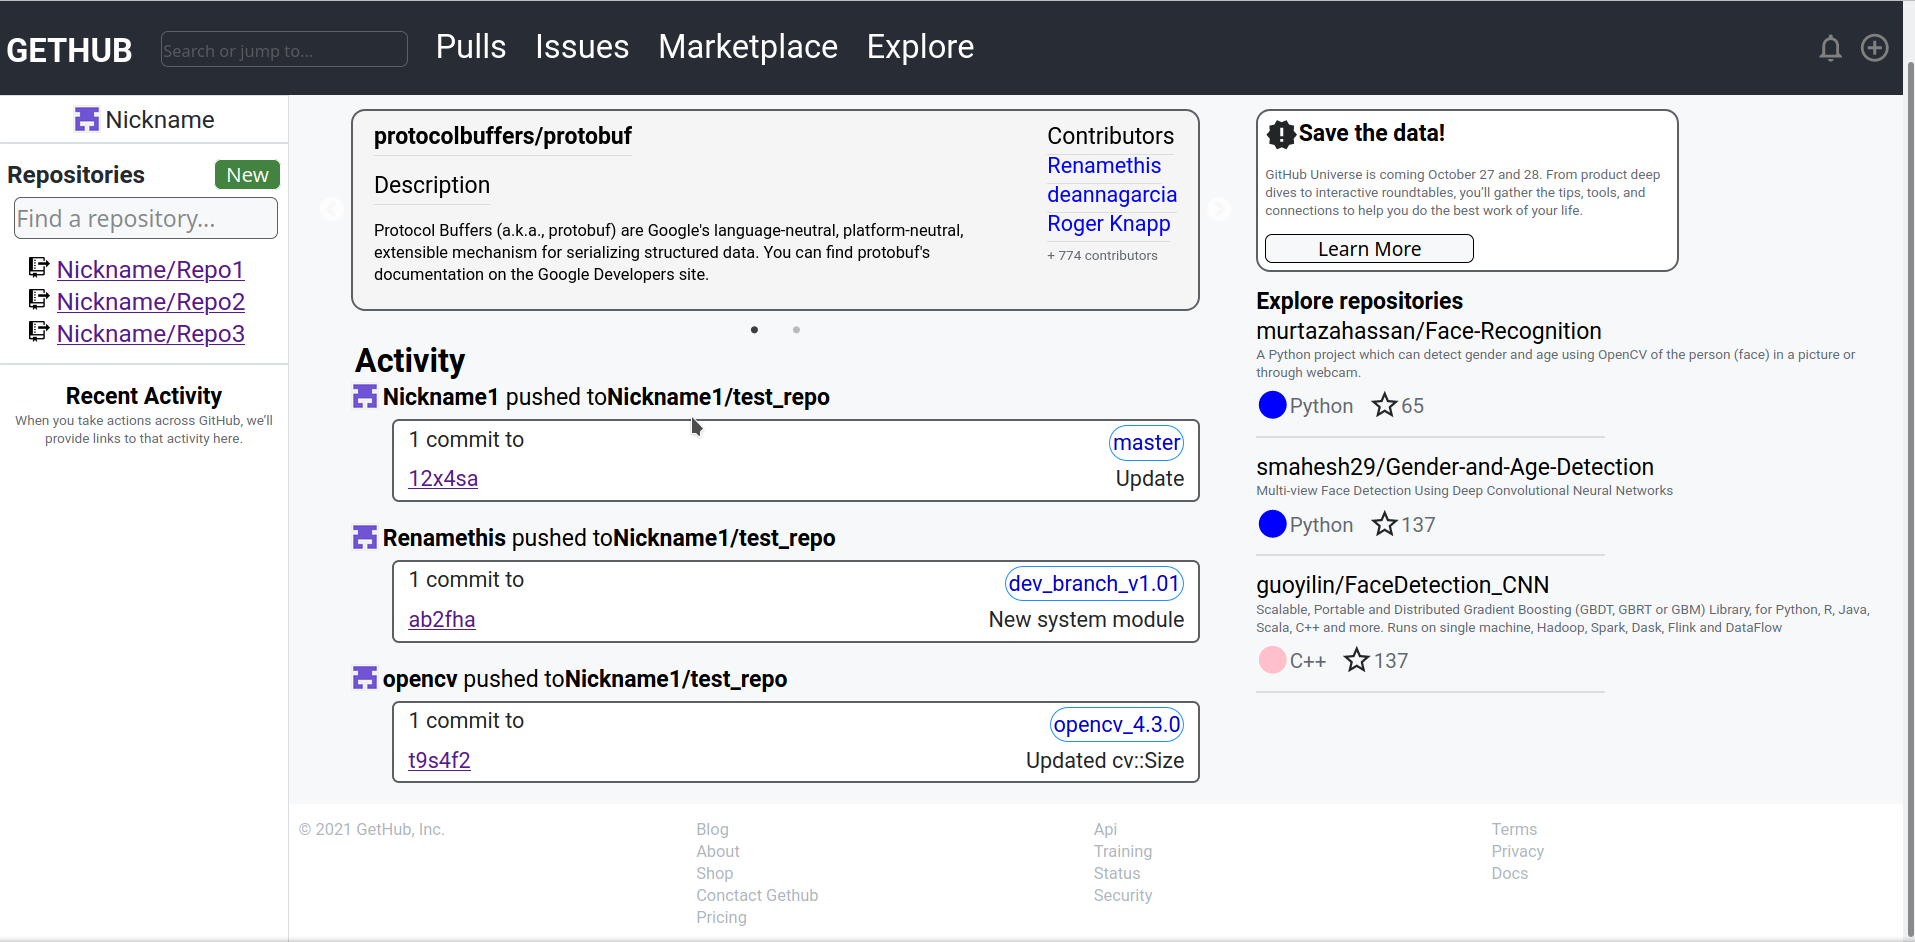 GETHUB
Search or jump to...
Pulls Issues Marketplace Explore
Nickname
Repositories
New
Find a repository...
Nickname/Repo1
Nickname/Repo2
Nickname/Repo3
Recent Activity
When you take actions across GitHub, we'll
provide links to that activity here.
protocolbuffers/protobuf
Description
Protocol Buffers (a.k.a., protobuf) are Google's language-neutral, platform-neutral,
extensible mechanism for serializing structured data. You can find protobuf's
documentation on the Google Developers site.
Contributors
Renamethis
deannagarcia
Roger Knapp
+ 774 contributors
Activity
Nickname1 pushed toNickname1/test_repo
1 commit to
master
12x4sa
Update
Renamethis pushed toNickname1/test_repo
1 commit to
dev_branch_v1.01
ab2fha
New system module
opencv pushed toNickname1/test_repo
1 commit to
opencv_4.3.0
t9s4f2
Updated cv::Size
Save the data!
GitHub Universe is coming October 27 and 28. From product deep
dives to interactive roundtables, you'll gather the tips, tools, and
connections to help you do the best work of your life.
Learn More
Explore repositories
murtazahassan/Face-Recognition
A Python project which can detect gender and age using OpenCV of the person (face) in a picture or
through webcam.
Python 65
smahesh29/Gender-and-Age-Detection
Multi-view Face Detection Using Deep Convolutional Neural Networks
Python 137
guoyilin/FaceDetection_CNN
Scalable, Portable and Distributed Gradient Boosting (GBDT, GBRT or GBM) Library, for Python, R, Java,
Scala, C++ and more. Runs on single machine, Hadoop, Spark, Dask, Flink and DataFlow
C++ 137
© 2021 GetHub, Inc.
Blog
About
Shop
Conctact Gethub
Pricing
Api
Training
Status
Security
Terms
Privacy
Docs